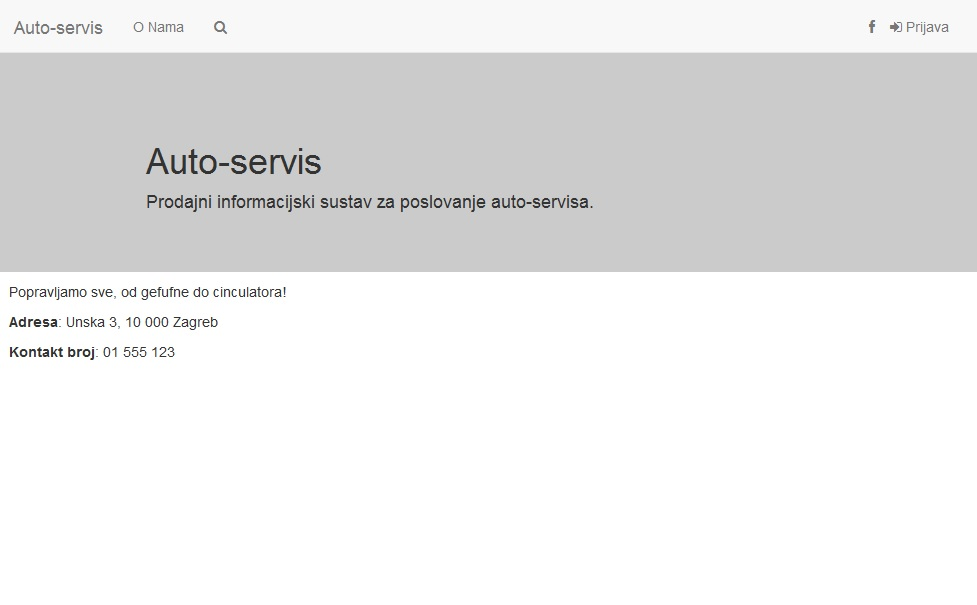 Auto-servis O Nama Prijava
Auto-servis
Prodajni informacijski sustav za poslovanje auto-servisa.
Popravljamo sve, od gefufne do cinculatora!
Adresa: Unska 3, 10 000 Zagreb
Kontakt broj: 01 555 123